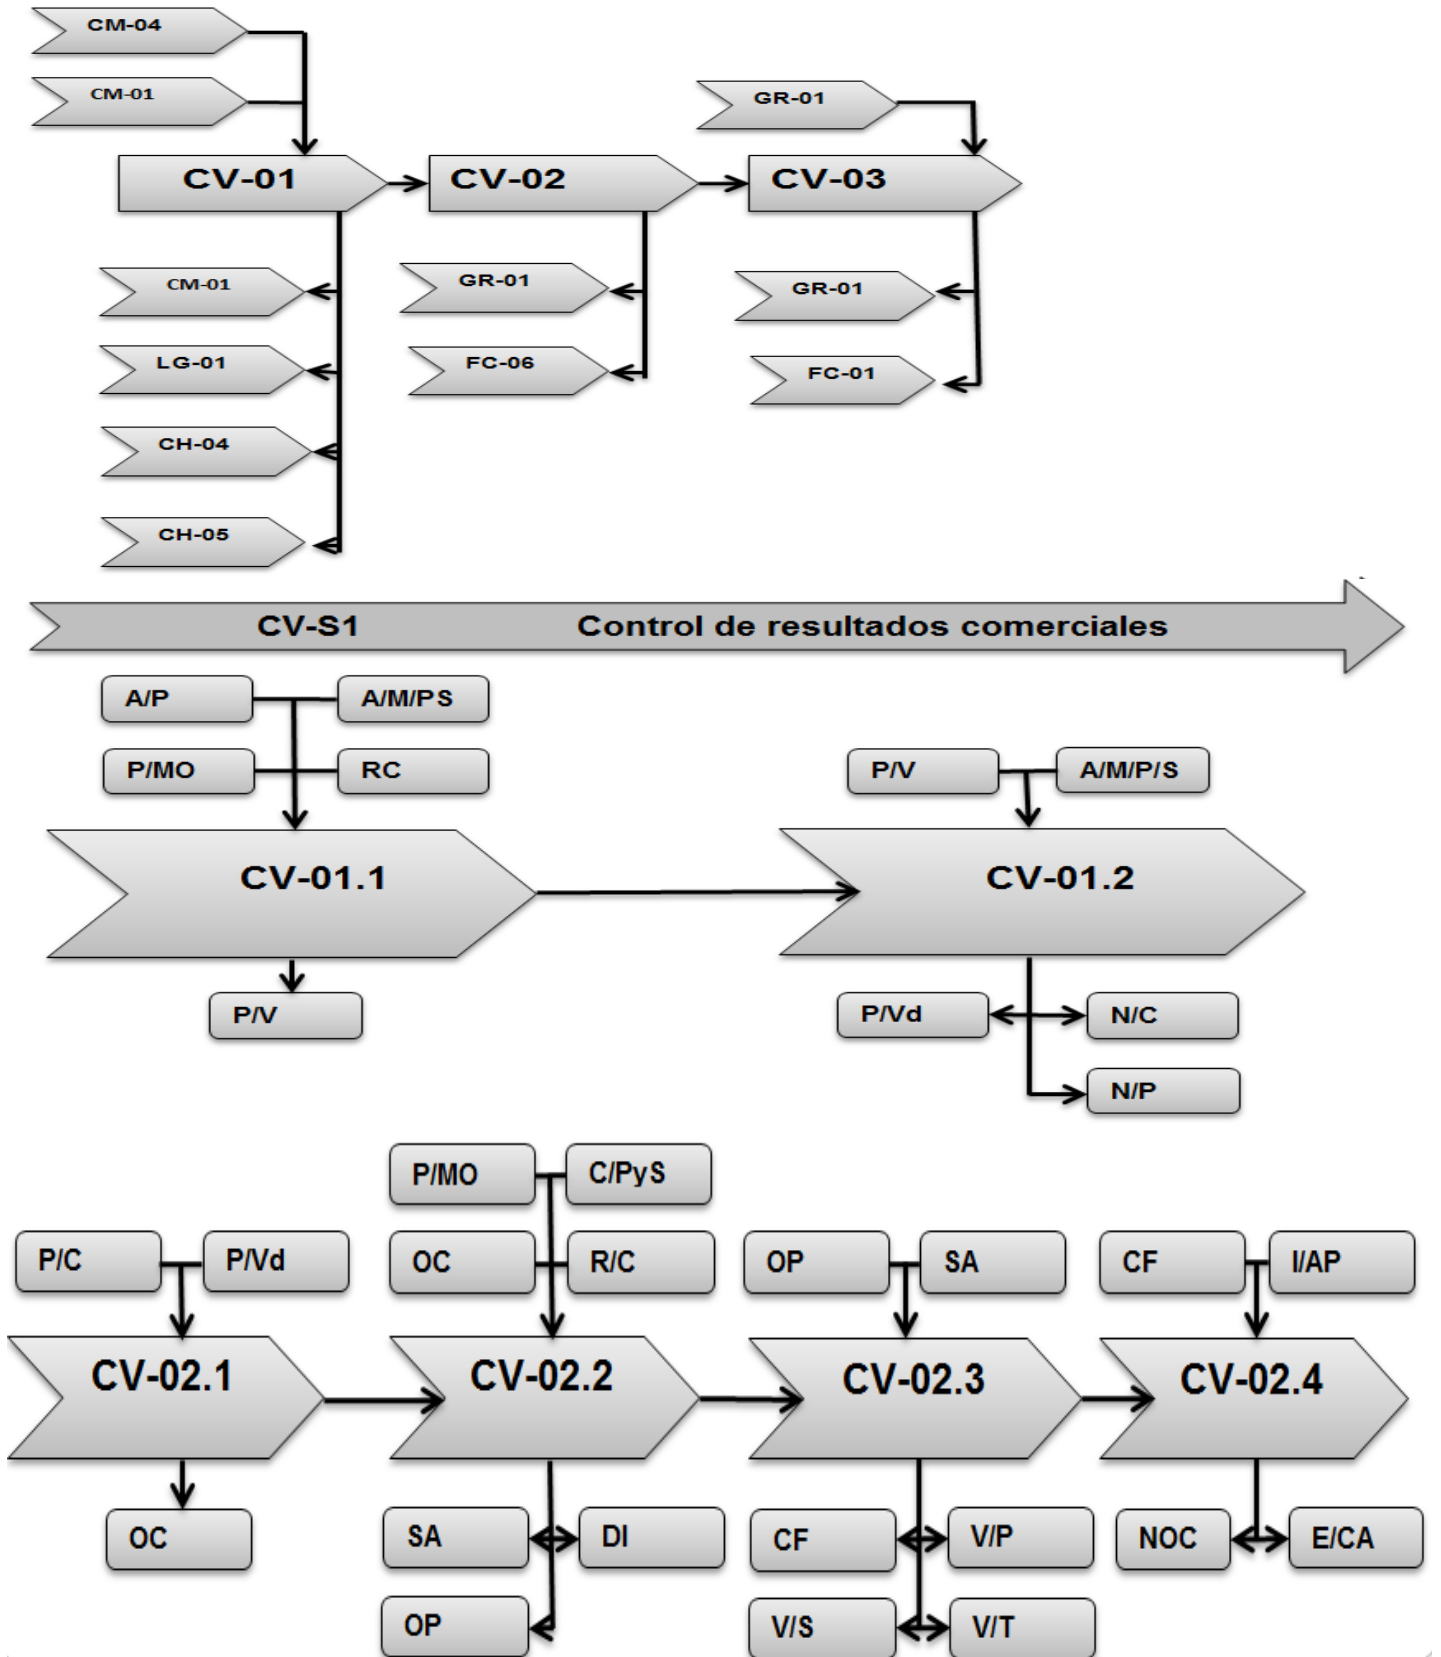 CM-04
CM-01
GR-01
CV-01
CV-02
CV-03
CM-01
GR-01
GR-01
LG-01
FC-06
FC-01
CH-04
CH-05
CV-S1 Control de resultados comerciales
A/P
A/M/PS
P/MO
RC
P/V
A/M/P/S
CV-01.1
CV-01.2
P/V
P/Vd
N/C
N/P
P/MO
C/PyS
P/C
P/Vd
OC
R/C
OP
SA
CF
I/AP
CV-02.1
CV-02.2
CV-02.3
CV-02.4
OC
SA
DI
CF
V/P
NOC
E/CA
OP
V/S
V/T